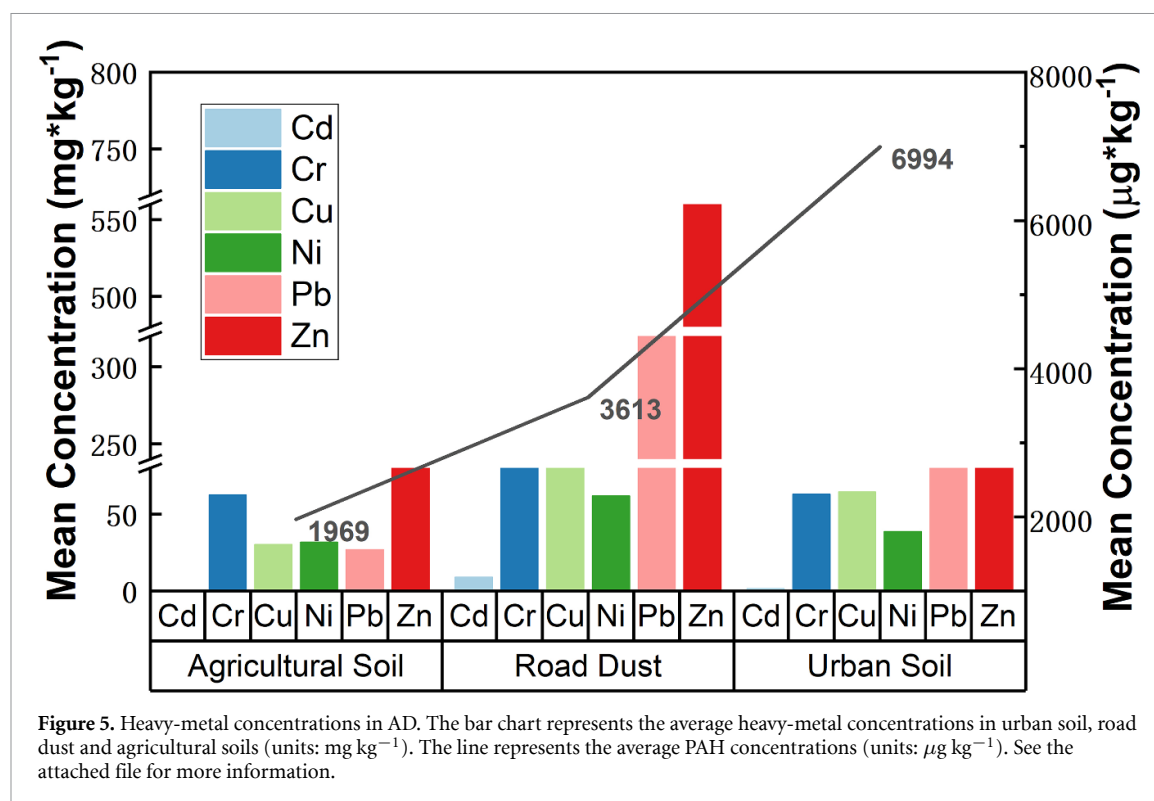 Mean Concentration (mg*kg⁻¹)
800
750
550
500
300
250
50
0
Cd
Cr
Cu
Ni
Pb
Zn
1969
3613
6994
8000
6000
4000
2000
Mean Concentration (μg*kg⁻¹)
Cd Cr Cu Ni Pb Zn Cd Cr Cu Ni Pb Zn Cd Cr Cu Ni Pb Zn
Agricultural Soil Road Dust Urban Soil
Figure 5. Heavy-metal concentrations in AD. The bar chart represents the average heavy-metal concentrations in urban soil, road
dust and agricultural soils (units: mg kg⁻¹). The line represents the average PAH concentrations (units: μg kg⁻¹). See the
attached file for more information.